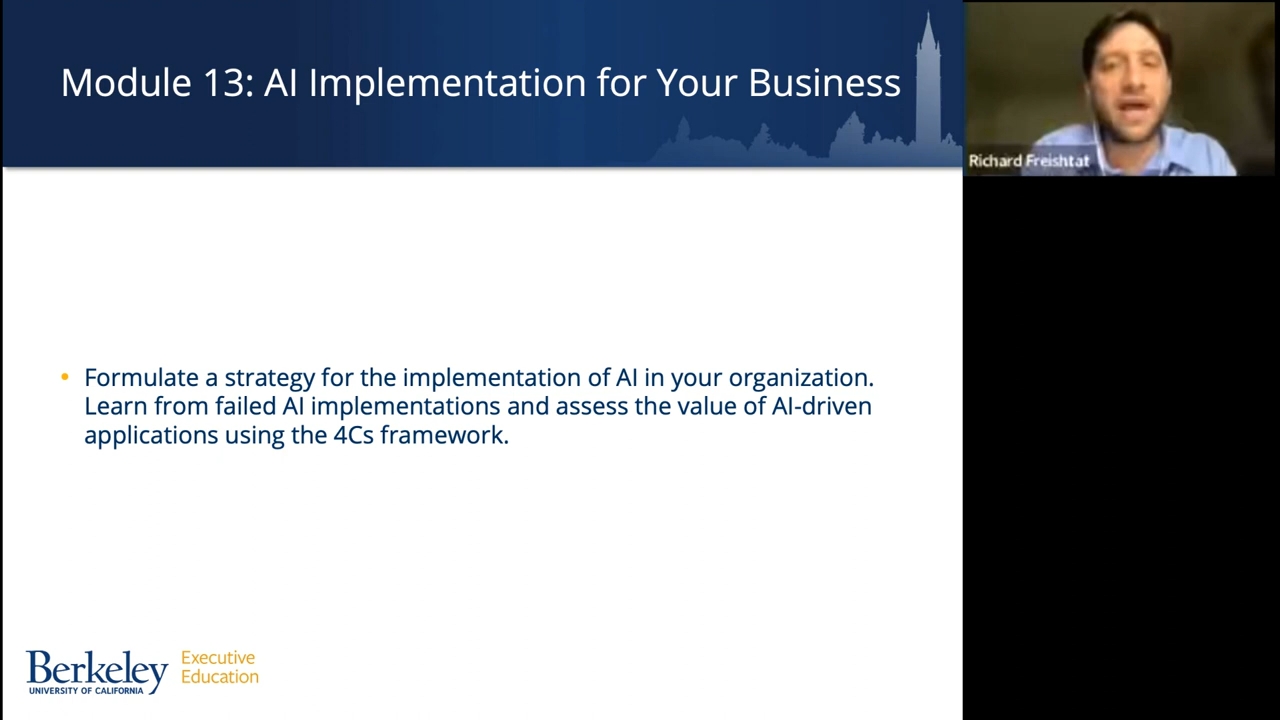 Module 13: AI Implementation for Your Business
Richard Freishtat
• Formulate a strategy for the implementation of AI in your organization.
Learn from failed AI implementations and assess the value of AI-driven
applications using the 4Cs framework.
Berkeley
UNIVERSITY OF CALIFORNIA
Executive
Education